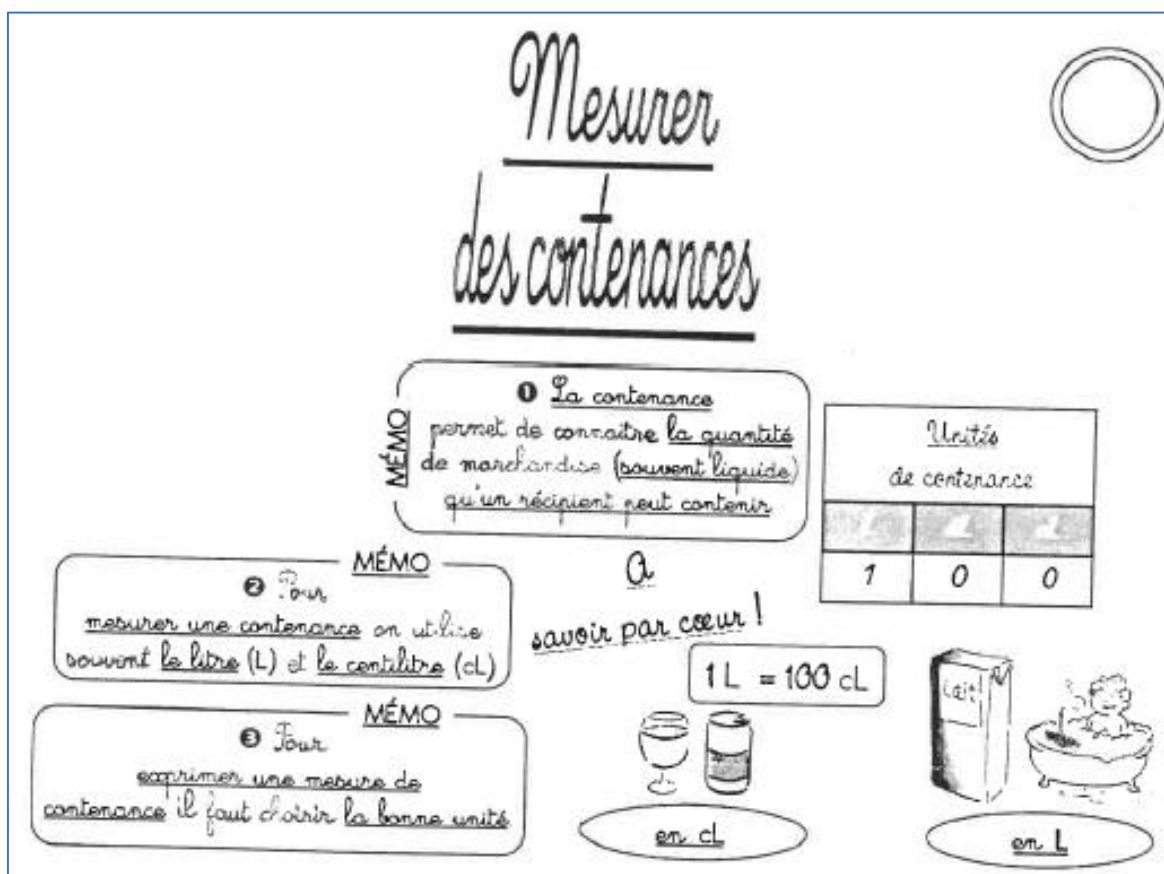 Mesurer
des contenances
MÉMO
❶ La contenance
permet de connaître la quantité
de marchandise (souvent liquide)
qu'un récipient peut contenir
Unités
de contenance
1 0 0
MÉMO
❷ Pour
mesurer une contenance on utilise
souvent le litre (L) et le centilitre (cL)
A
savoir par cœur !
1 L = 100 cL
MÉMO
❸ Pour
exprimer une mesure de
contenance il faut choisir la bonne unité
Lait
en cL
en L